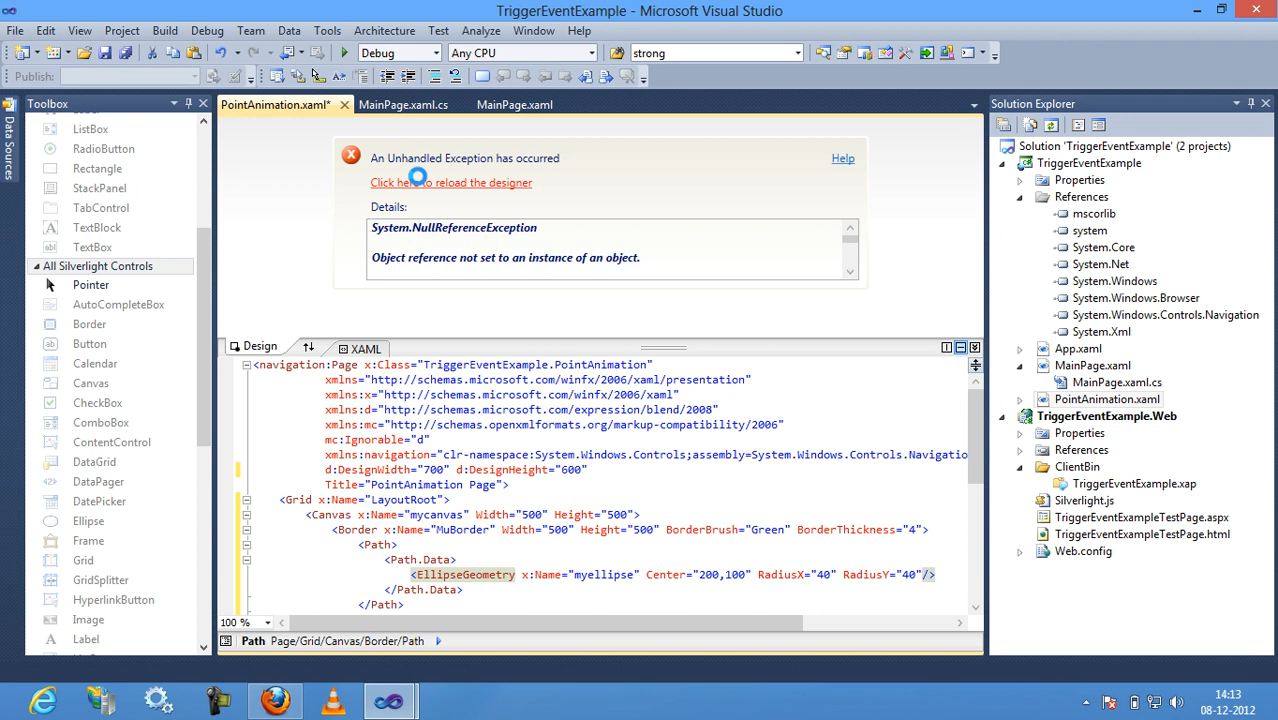 TriggerEventExample - Microsoft Visual Studio
File Edit View Project Build Debug Team Data Tools Architecture Test Analyze Window Help
Debug Any CPU strong
Publish:
Toolbox
PointAnimation.xaml* MainPage.xaml.cs MainPage.xaml
Solution Explorer
Data Sources
ListBox
RadioButton
Rectangle
StackPanel
TabControl
TextBlock
TextBox
All Silverlight Controls
Pointer
AutoCompleteBox
Border
Button
Calendar
Canvas
CheckBox
ComboBox
ContentControl
DataGrid
DataPager
DatePicker
Ellipse
Frame
Grid
GridSplitter
HyperlinkButton
Image
Label
An Unhandled Exception has occurred
Help
Click here to reload the designer
Details:
System.NullReferenceException
Object reference not set to an instance of an object.
Design XAML
<navigation:Page x:Class="TriggerEventExample.PointAnimation"
xmlns="http://schemas.microsoft.com/winfx/2006/xaml/presentation"
xmlns:x="http://schemas.microsoft.com/winfx/2006/xaml"
xmlns:d="http://schemas.microsoft.com/expression/blend/2008"
xmlns:mc="http://schemas.openxmlformats.org/markup-compatibility/2006"
mc:Ignorable="d"
xmlns:navigation="clr-namespace:System.Windows.Controls;assembly=System.Windows.Controls.Navigatio
d:DesignWidth="700" d:DesignHeight="600"
Title="PointAnimation Page">
<Grid x:Name="LayoutRoot">
<Canvas x:Name="mycanvas" Width="500" Height="500">
<Border x:Name="MuBorder" Width="500" Height="500" BorderBrush="Green" BorderThickness="4">
<Path>
<Path.Data>
<EllipseGeometry x:Name="myellipse" Center="200,100" RadiusX="40" RadiusY="40"/>
</Path.Data>
</Path>
100 %
Path Page/Grid/Canvas/Border/Path
Solution 'TriggerEventExample' (2 projects)
TriggerEventExample
Properties
References
mscorlib
system
System.Core
System.Net
System.Windows
System.Windows.Browser
System.Windows.Controls.Navigation
System.Xml
App.xaml
MainPage.xaml
MainPage.xaml.cs
PointAnimation.xaml
TriggerEventExample.Web
Properties
References
ClientBin
TriggerEventExample.xap
Silverlight.js
TriggerEventExampleTestPage.aspx
TriggerEventExampleTestPage.html
Web.config
14:13
08-12-2012